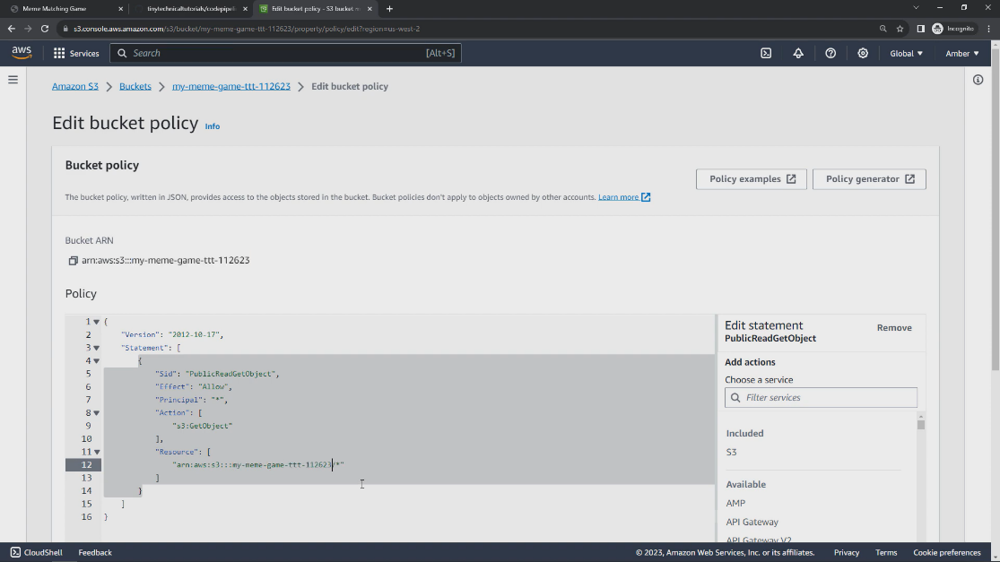 Meme Matching Game
tinytechnicaltutorials/codepipeli
Edit bucket policy - S3 bucket m
s3.console.aws.amazon.com/s3/bucket/my-meme-game-ttt-112623/property/policy/edit?region=us-west-2
Incognito
aws
Services
Search
[Alt+S]
Global
Amber
Amazon S3
Buckets
my-meme-game-ttt-112623
Edit bucket policy
Edit bucket policy
Info
Bucket policy
Policy examples
Policy generator
The bucket policy, written in JSON, provides access to the objects stored in the bucket. Bucket policies don't apply to objects owned by other accounts. Learn more
Bucket ARN
arn:aws:s3:::my-meme-game-ttt-112623
Policy
1 {
2 "Version": "2012-10-17",
3 "Statement": [
4 {
5 "Sid": "PublicReadGetObject",
6 "Effect": "Allow",
7 "Principal": "*",
8 "Action": [
9 "s3:GetObject"
10 ],
11 "Resource": [
12 "arn:aws:s3:::my-meme-game-ttt-112623/*"
13 ]
14 }
15 ]
16 }
Edit statement
Remove
PublicReadGetObject
Add actions
Choose a service
Filter services
Included
S3
Available
AMP
API Gateway
API Gateway V2
CloudShell
Feedback
© 2023, Amazon Web Services, Inc. or its affiliates.
Privacy
Terms
Cookie preferences